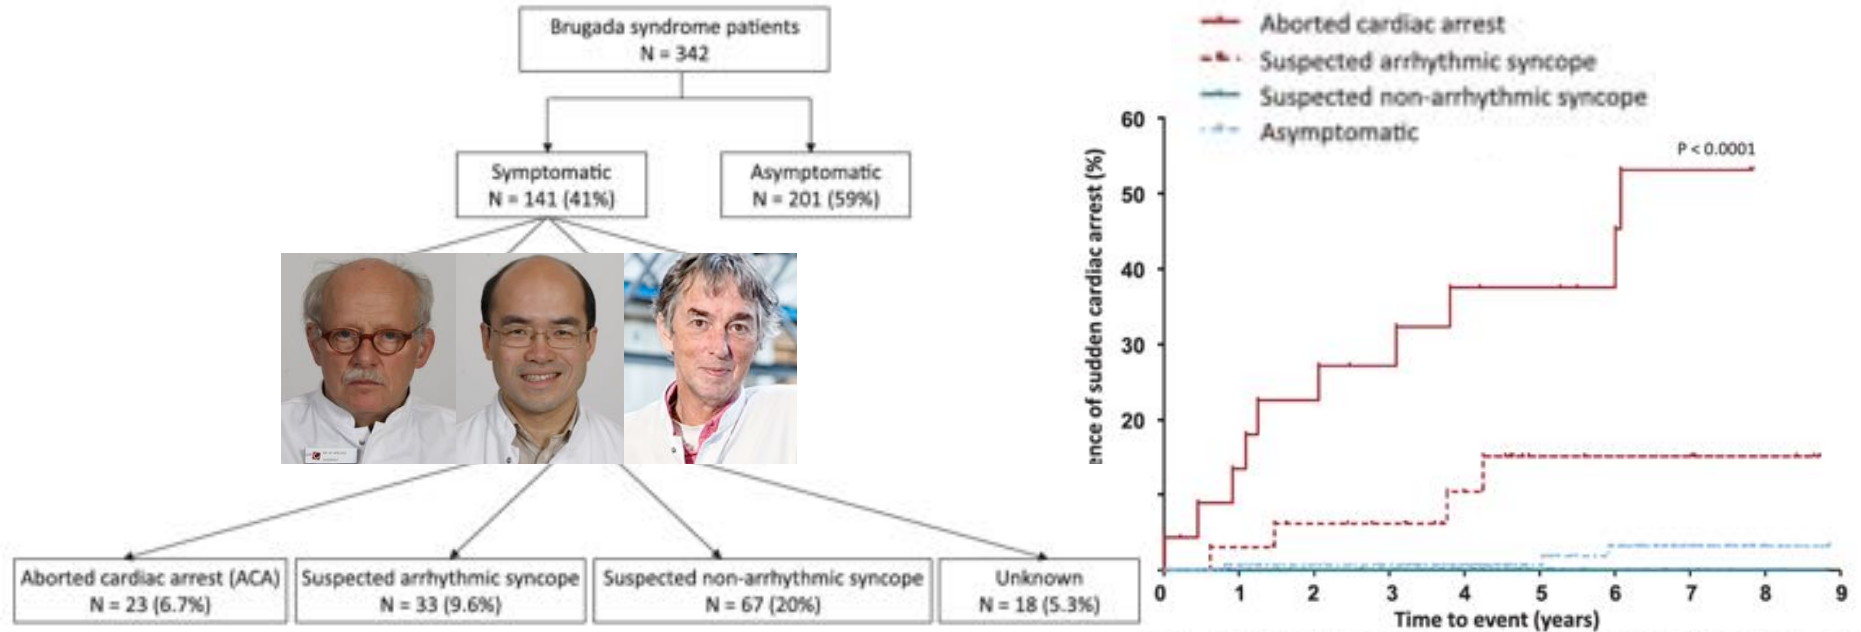 Brugada syndrome patients
N = 342
Symptomatic
N = 141 (41%)
Asymptomatic
N = 201 (59%)
Aborted cardiac arrest (ACA)
N = 23 (6.7%)
Suspected arrhythmic syncope
N = 33 (9.6%)
Suspected non-arrhythmic syncope
N = 67 (20%)
Unknown
N = 18 (5.3%)
Aborted cardiac arrest
Suspected arrhythmic syncope
Suspected non-arrhythmic syncope
Asymptomatic
P < 0.0001
60
50
40
30
20
ence of sudden cardiac arrest (%)
0 1 2 3 4 5 6 7 8 9
Time to event (years)